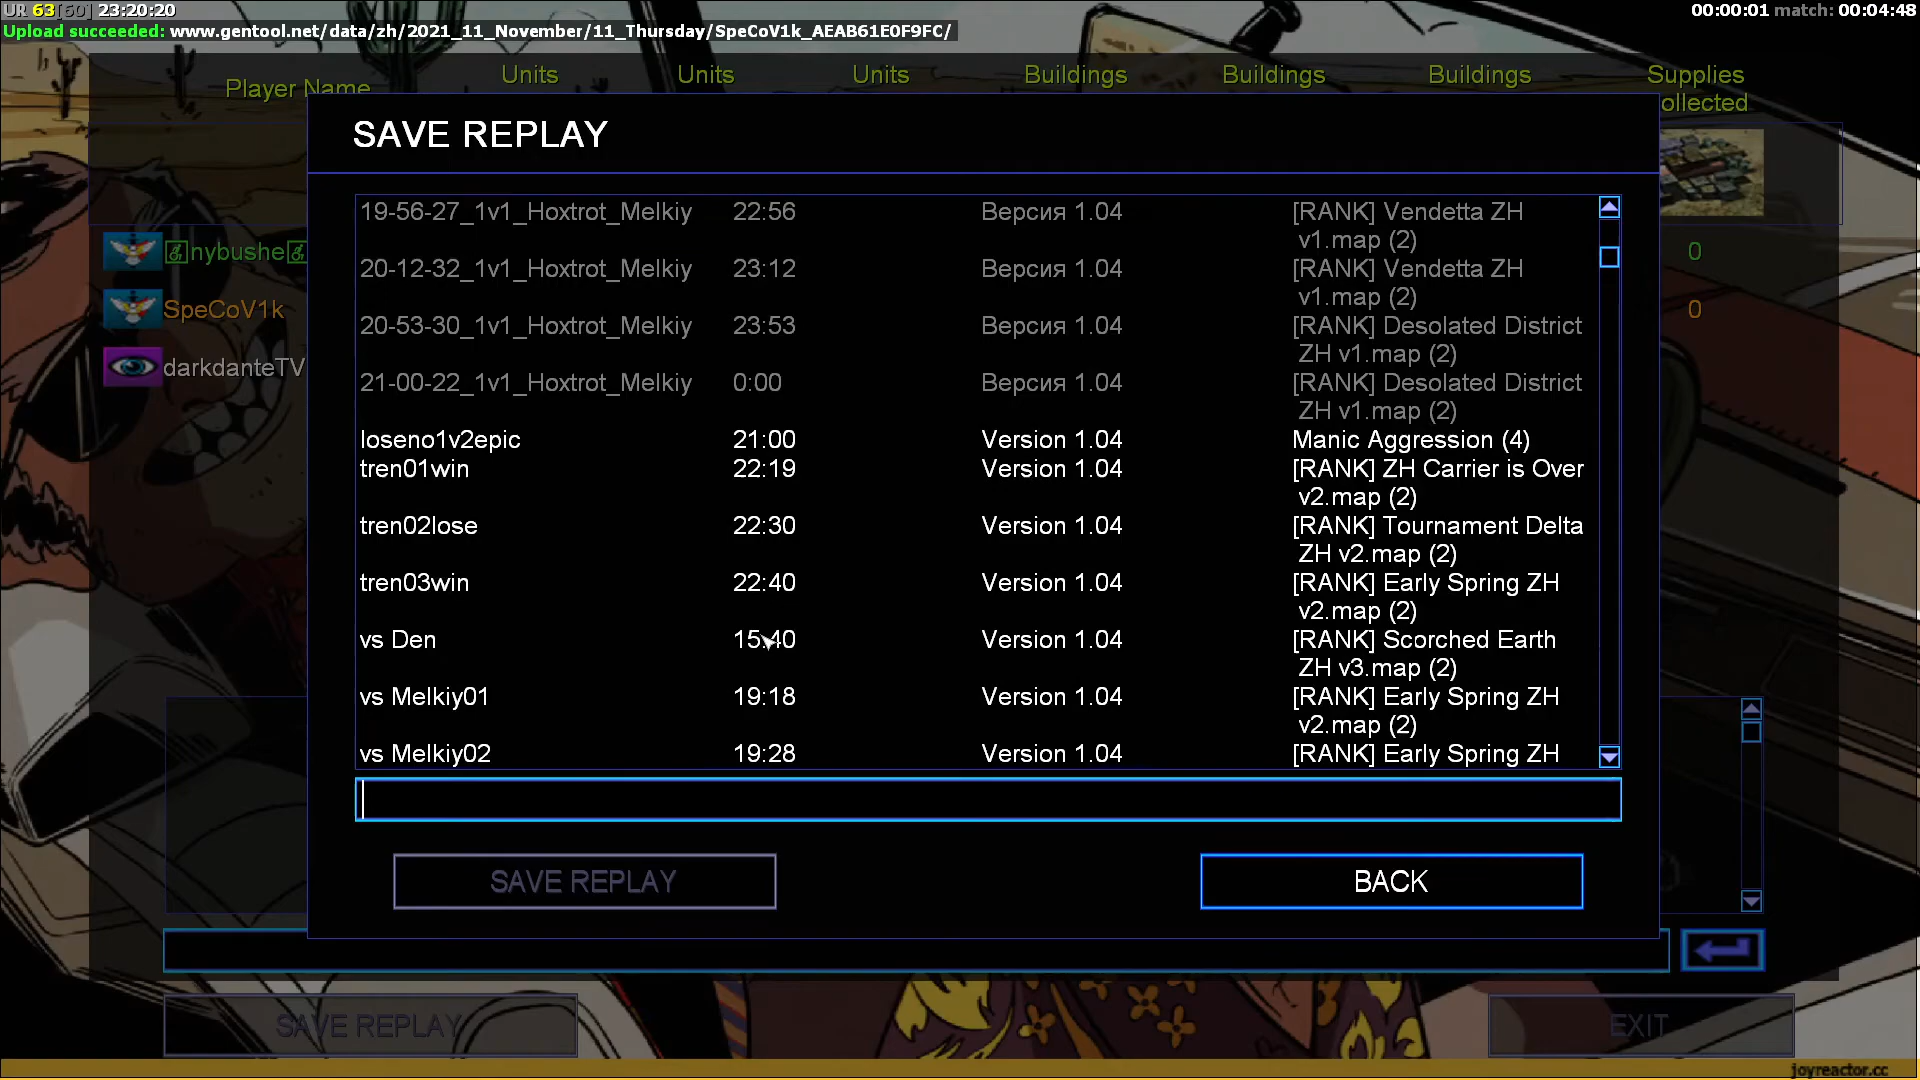 UR 63[60] 23:20:20
00:00:01 match: 00:04:48
Upload succeeded: www.gentool.net/data/zh/2021_11_November/11_Thursday/SpeCoV1k_AEAB61E0F9FC/
Player Name Units Units Units Buildings Buildings Buildings Supplies
ollected
SAVE REPLAY
19-56-27_1v1_Hoxtrot_Melkiy 22:56 Версия 1.04 [RANK] Vendetta ZH
v1.map (2)
20-12-32_1v1_Hoxtrot_Melkiy 23:12 Версия 1.04 [RANK] Vendetta ZH
v1.map (2)
20-53-30_1v1_Hoxtrot_Melkiy 23:53 Версия 1.04 [RANK] Desolated District
ZH v1.map (2)
21-00-22_1v1_Hoxtrot_Melkiy 0:00 Версия 1.04 [RANK] Desolated District
ZH v1.map (2)
loseno1v2epic 21:00 Version 1.04 Manic Aggression (4)
tren01win 22:19 Version 1.04 [RANK] ZH Carrier is Over
v2.map (2)
tren02lose 22:30 Version 1.04 [RANK] Tournament Delta
ZH v2.map (2)
tren03win 22:40 Version 1.04 [RANK] Early Spring ZH
v2.map (2)
vs Den 15:40 Version 1.04 [RANK] Scorched Earth
ZH v3.map (2)
vs Melkiy01 19:18 Version 1.04 [RANK] Early Spring ZH
v2.map (2)
vs Melkiy02 19:28 Version 1.04 [RANK] Early Spring ZH
nybushe 0
SpeCoV1k 0
darkdanteTV
SAVE REPLAY BACK
SAVE REPLAY EXIT
joyreactor.cc